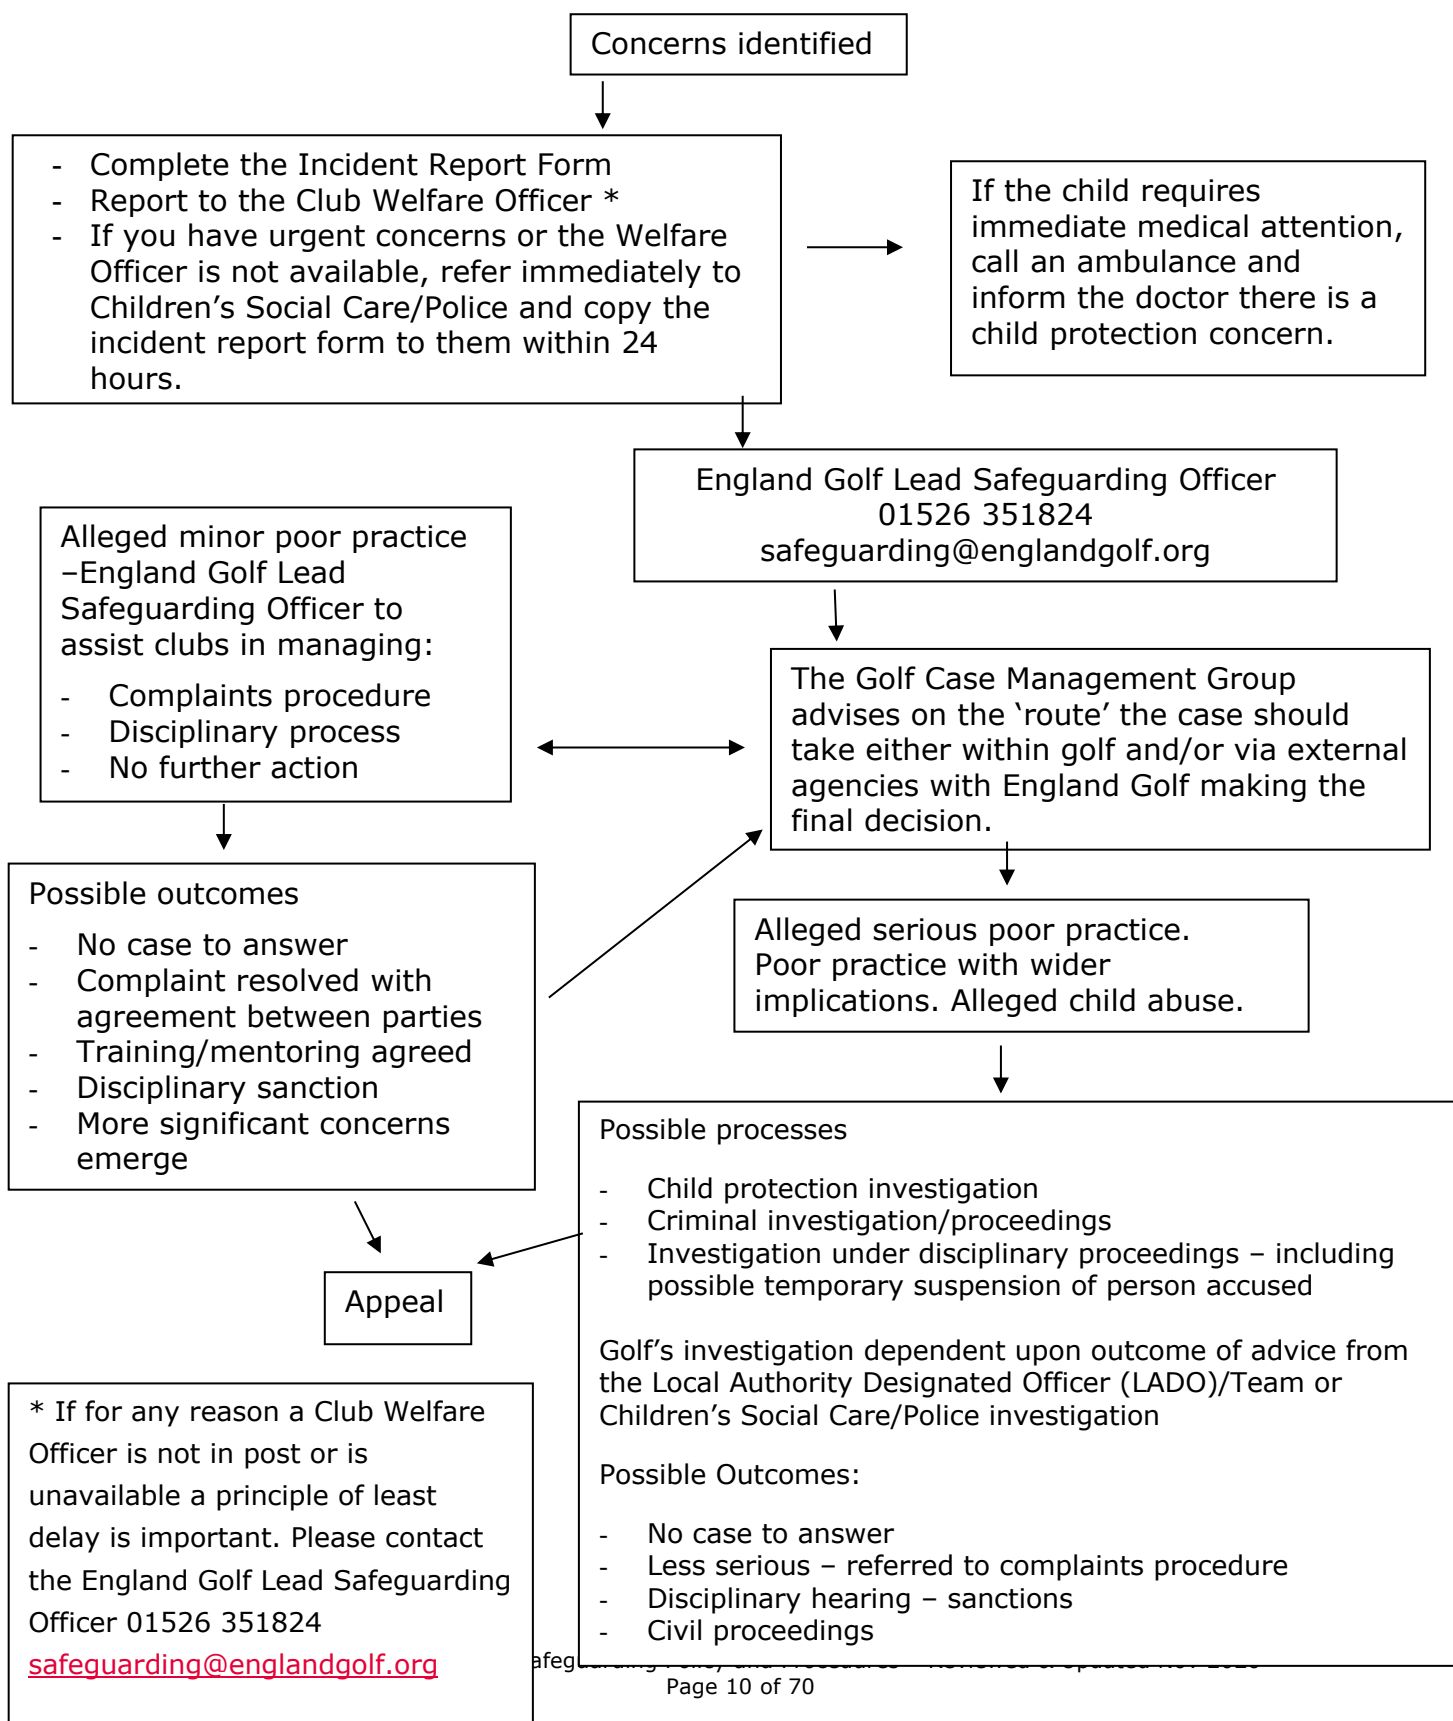 Concerns identified
- Complete the Incident Report Form
- Report to the Club Welfare Officer *
- If you have urgent concerns or the Welfare
Officer is not available, refer immediately to
Children’s Social Care/Police and copy the
incident report form to them within 24
hours.
If the child requires
immediate medical attention,
call an ambulance and
inform the doctor there is a
child protection concern.
England Golf Lead Safeguarding Officer
01526 351824
safeguarding@englandgolf.org
Alleged minor poor practice
–England Golf Lead
Safeguarding Officer to
assist clubs in managing:
- Complaints procedure
- Disciplinary process
- No further action
The Golf Case Management Group
advises on the ‘route’ the case should
take either within golf and/or via external
agencies with England Golf making the
final decision.
Possible outcomes
- No case to answer
- Complaint resolved with
agreement between parties
- Training/mentoring agreed
- Disciplinary sanction
- More significant concerns
emerge
Alleged serious poor practice.
Poor practice with wider
implications. Alleged child abuse.
Possible processes
- Child protection investigation
- Criminal investigation/proceedings
- Investigation under disciplinary proceedings – including
possible temporary suspension of person accused
Golf’s investigation dependent upon outcome of advice from
the Local Authority Designated Officer (LADO)/Team or
Children’s Social Care/Police investigation
Possible Outcomes:
- No case to answer
- Less serious – referred to complaints procedure
- Disciplinary hearing – sanctions
- Civil proceedings
Appeal
* If for any reason a Club Welfare
Officer is not in post or is
unavailable a principle of least
delay is important. Please contact
the England Golf Lead Safeguarding
Officer 01526 351824
safeguarding@englandgolf.org
Page 10 of 70